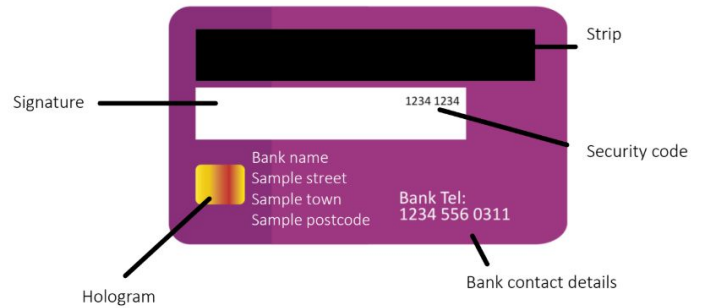 Strip
Signature
1234 1234
Security code
Bank name
Sample street
Sample town
Sample postcode
Bank Tel:
1234 556 0311
Bank contact details
Hologram